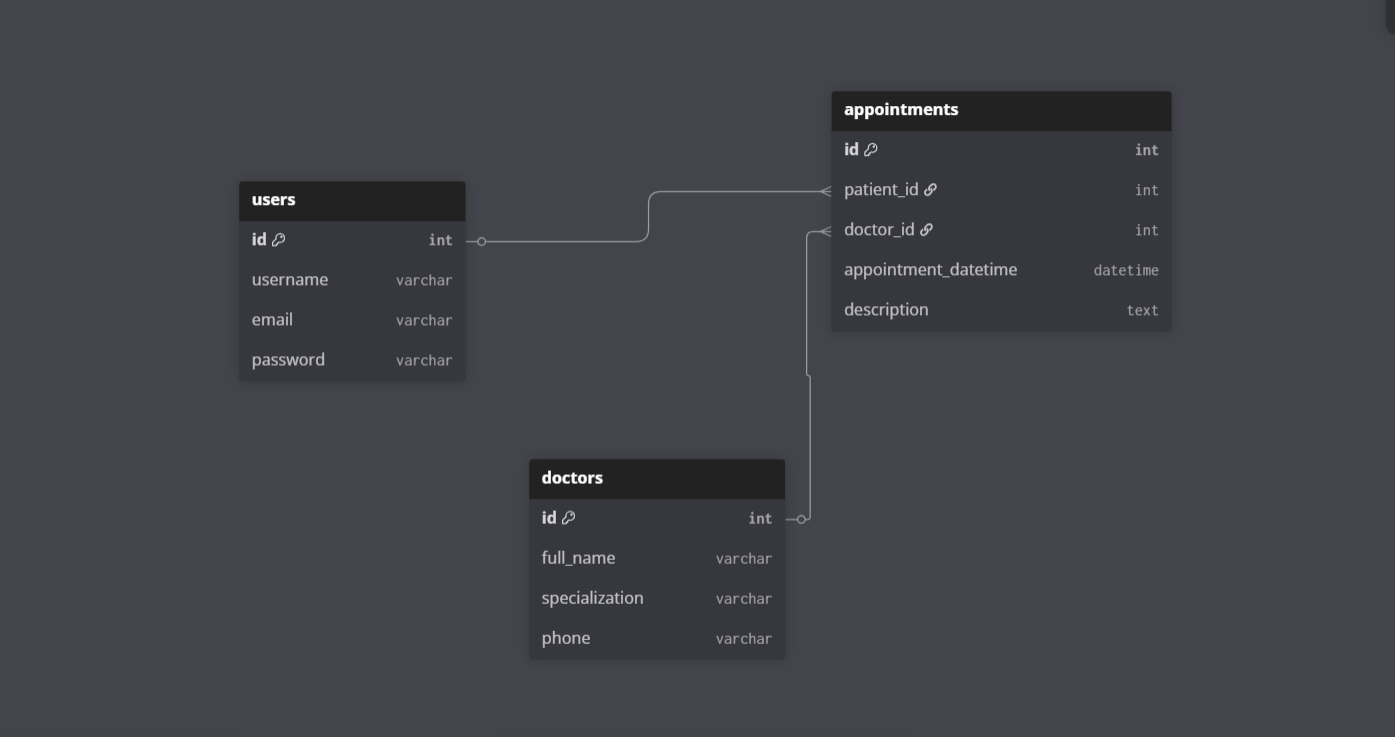 users
id int
username varchar
email varchar
password varchar
appointments
id int
patient_id int
doctor_id int
appointment_datetime datetime
description text
doctors
id int
full_name varchar
specialization varchar
phone varchar